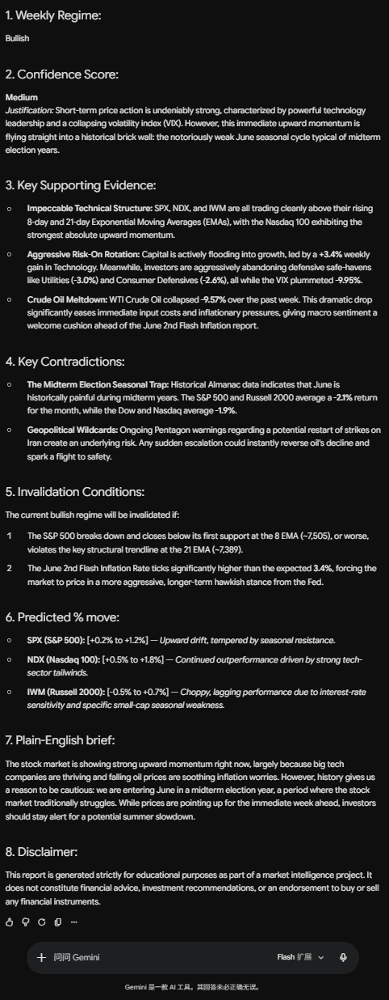 1. Weekly Regime:
Bullish
2. Confidence Score:
Medium
Justification: Short-term price action is undeniably strong, characterized by powerful technology
leadership and a collapsing volatility index (VIX). However, this immediate upward momentum is
flying straight into a historical brick wall: the notoriously weak June seasonal cycle typical of midterm
election years.
3. Key Supporting Evidence:
○ Impeccable Technical Structure: SPX, NDX, and IWM are all trading cleanly above their rising
8-day and 21-day Exponential Moving Averages (EMAs), with the Nasdaq 100 exhibiting the
strongest absolute upward momentum.
○ Aggressive Risk-On Rotation: Capital is actively flooding into growth, led by a +3.4% weekly
gain in Technology. Meanwhile, investors are aggressively abandoning defensive safe-havens
like Utilities (-3.0%) and Consumer Defensives (-2.6%), all while the VIX plummeted -9.95%.
○ Crude Oil Meltdown: WTI Crude Oil collapsed -9.57% over the past week. This dramatic drop
significantly eases immediate input costs and inflationary pressures, giving macro sentiment a
welcome cushion ahead of the June 2nd Flash Inflation report.
4. Key Contradictions:
○ The Midterm Election Seasonal Trap: Historical Almanac data indicates that June is
historically painful during midterm years. The S&P 500 and Russell 2000 average a -2.1% return
for the month, while the Dow and Nasdaq average -1.9%.
○ Geopolitical Wildcards: Ongoing Pentagon warnings regarding a potential restart of strikes on
Iran create an underlying risk. Any sudden escalation could instantly reverse oil's decline and
spark a flight to safety.
5. Invalidation Conditions:
The current bullish regime will be invalidated if:
1 The S&P 500 breaks down and closes below its first support at the 8 EMA (~7,505), or worse,
violates the key structural trendline at the 21 EMA (~7,389).
2 The June 2nd Flash Inflation Rate ticks significantly higher than the expected 3.4%, forcing the
market to price in a more aggressive, longer-term hawkish stance from the Fed.
6. Predicted % move:
○ SPX (S&P 500): [+0.2% to +1.2%] — Upward drift, tempered by seasonal resistance.
○ NDX (Nasdaq 100): [+0.5% to +1.8%] — Continued outperformance driven by strong tech-
sector tailwinds.
○ IWM (Russell 2000): [-0.5% to +0.7%] — Choppy, lagging performance due to interest-rate
sensitivity and specific small-cap seasonal weakness.
7. Plain-English brief:
The stock market is showing strong upward momentum right now, largely because big tech
companies are thriving and falling oil prices are soothing inflation worries. However, history gives us
a reason to be cautious: we are entering June in a midterm election year, a period where the stock
market traditionally struggles. While prices are pointing up for the immediate week ahead, investors
should stay alert for a potential summer slowdown.
8. Disclaimer:
This report is generated strictly for educational purposes as part of a market intelligence project. It
does not constitute financial advice, investment recommendations, or an endorsement to buy or sell
any financial instruments.
问问 Gemini
Flash 扩展
Gemini 是一款 AI 工具，其回答未必正确无误。